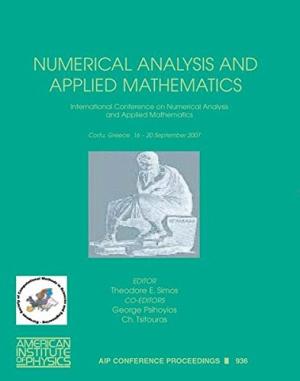 NUMERICAL ANALYSIS AND
APPLIED MATHEMATICS
International Conference on Numerical Analysis
and Applied Mathematics
Corfu, Greece 16 – 20 September 2007
EDITOR
Theodore E. Simos
CO-EDITORS
George Psihoyios
Ch. Tsitouras
AMERICAN
INSTITUTE
OF PHYSICS
AIP CONFERENCE PROCEEDINGS 936